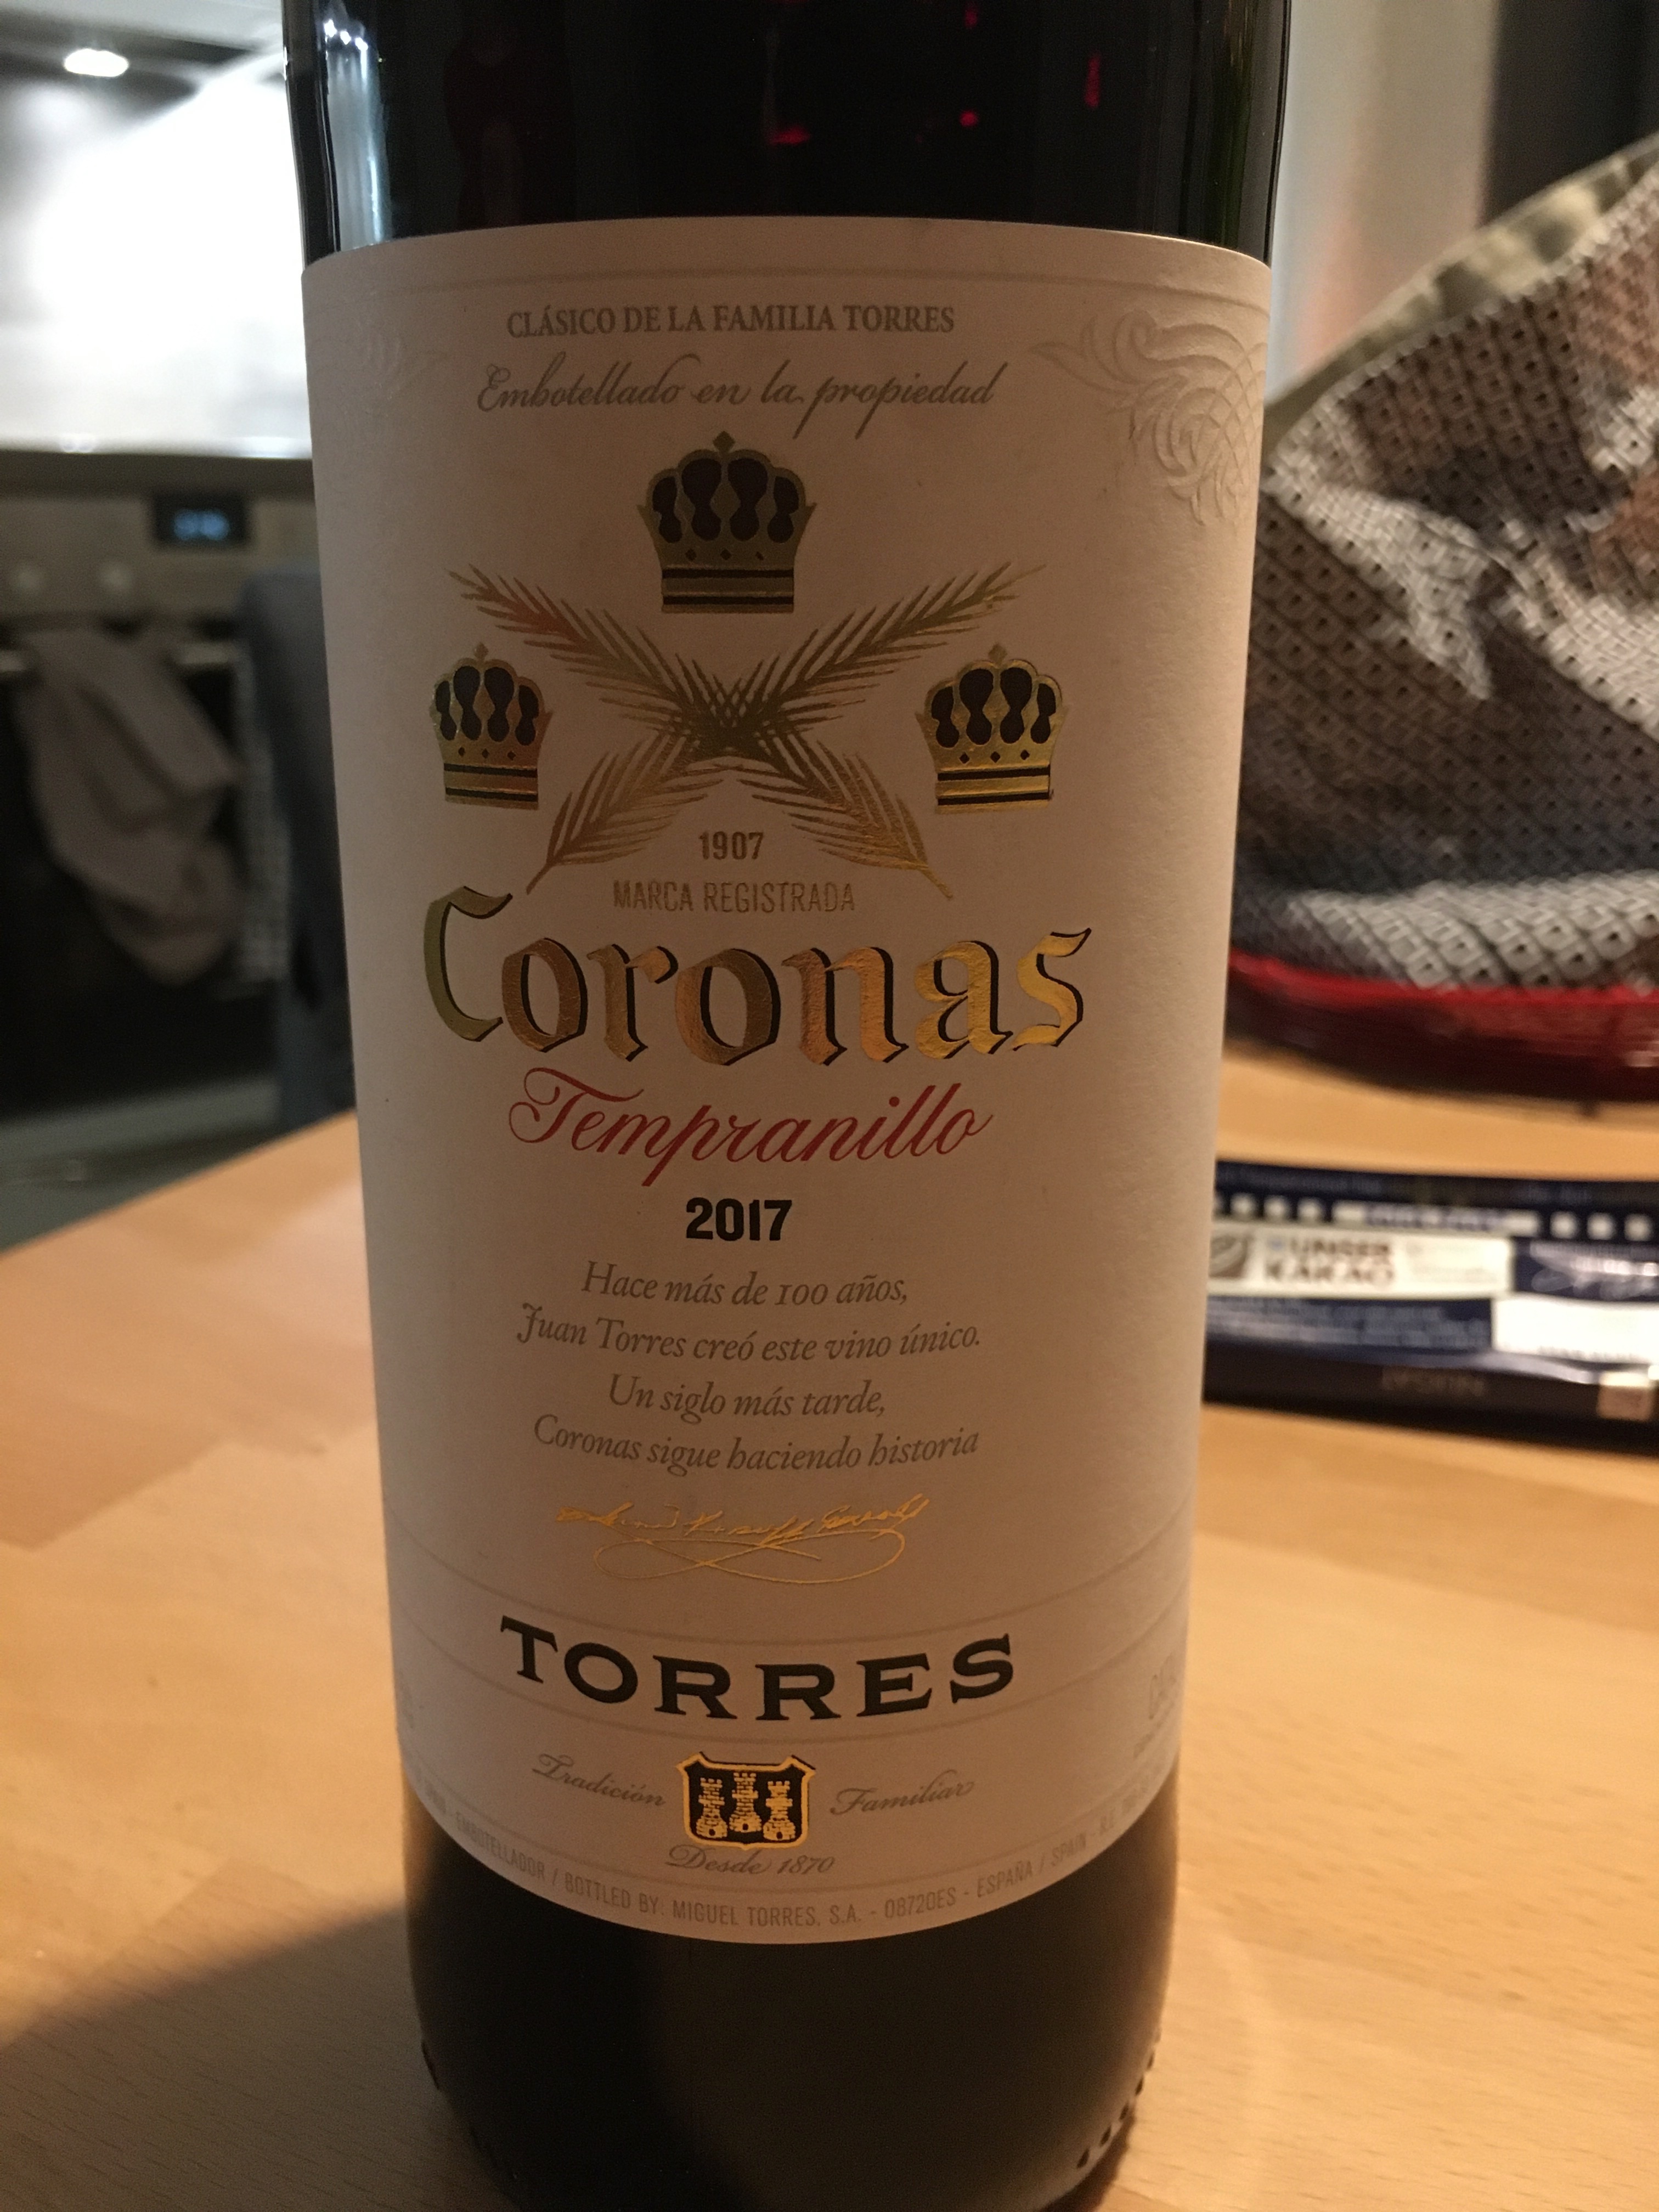 CLÁSICO DE LA FAMILIA TORRES
Embotellado en la propiedad
1907
MARCA REGISTRADA
Coronas
Tempranillo
2017
Hace más de 100 años,
Juan Torres creó este vino único.
Un siglo más tarde,
Coronas sigue haciendo historia
TORRES
Tradición Familiar
Desde 1870
EMBOTELLADOR / BOTTLED BY: MIGUEL TORRES, S.A. - 08720ES - ESPAÑA / SPAIN -
UNSER
KAKAO